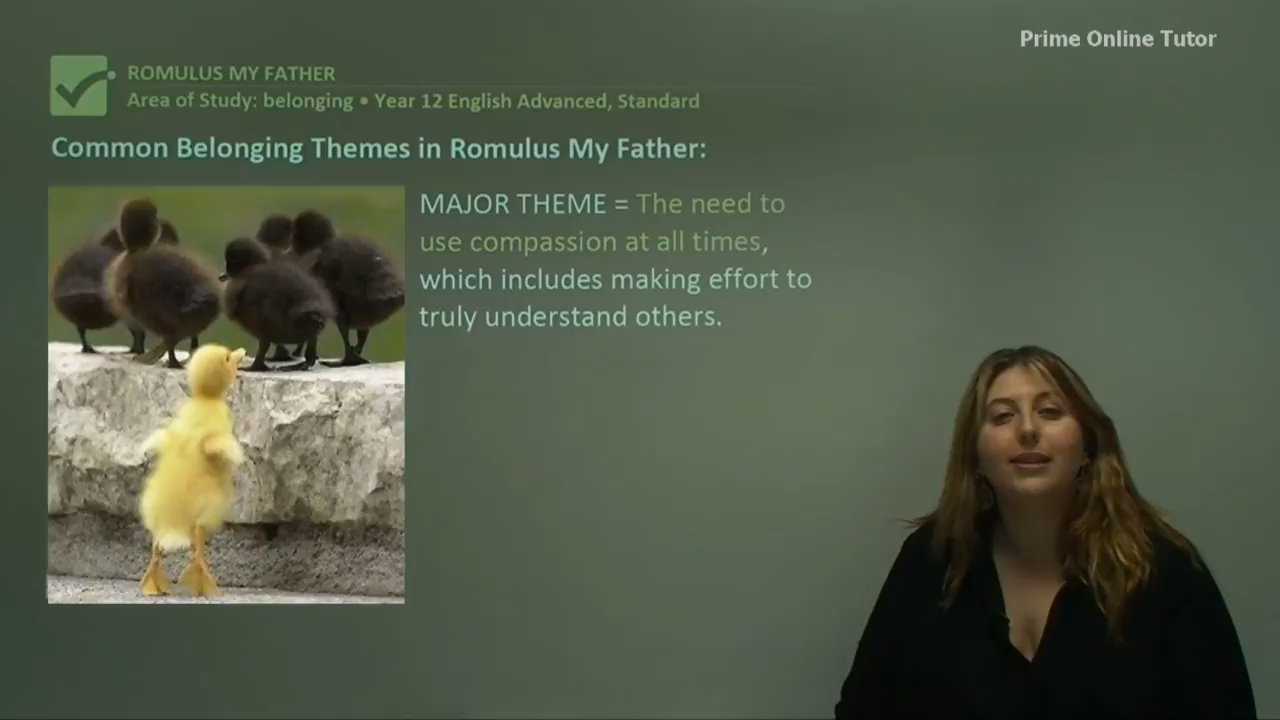 Prime Online Tutor
ROMULUS MY FATHER
Area of Study: belonging • Year 12 English Advanced, Standard
Common Belonging Themes in Romulus My Father:
MAJOR THEME = The need to
use compassion at all times,
which includes making effort to
truly understand others.